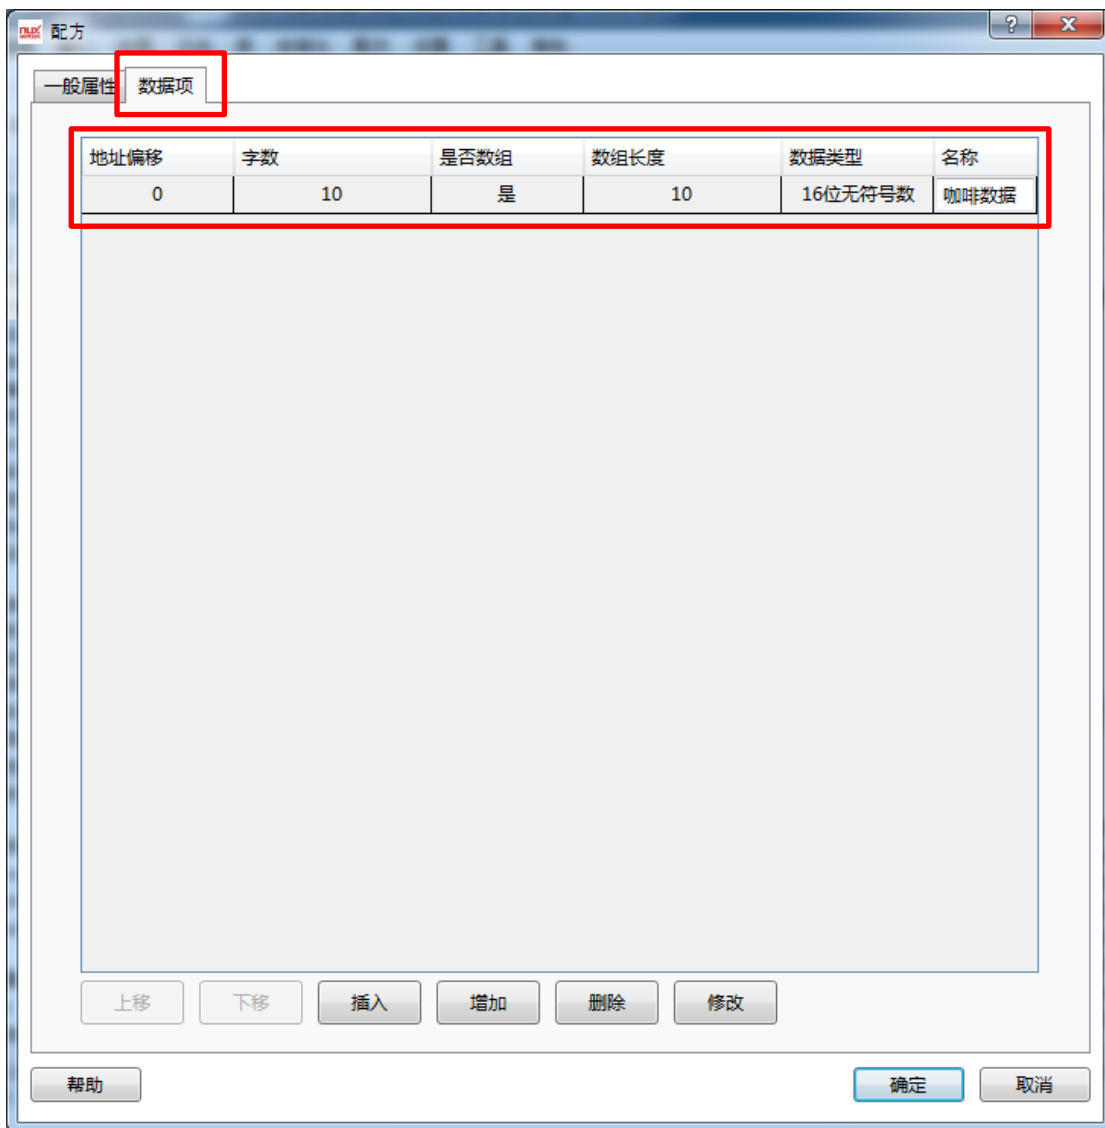 nux 配方
? X
一般属性 数据项
地址偏移 字数 是否数组 数组长度 数据类型 名称
0 10 是 10 16位无符号数 咖啡数据
上移 下移 插入 增加 删除 修改
帮助 确定 取消